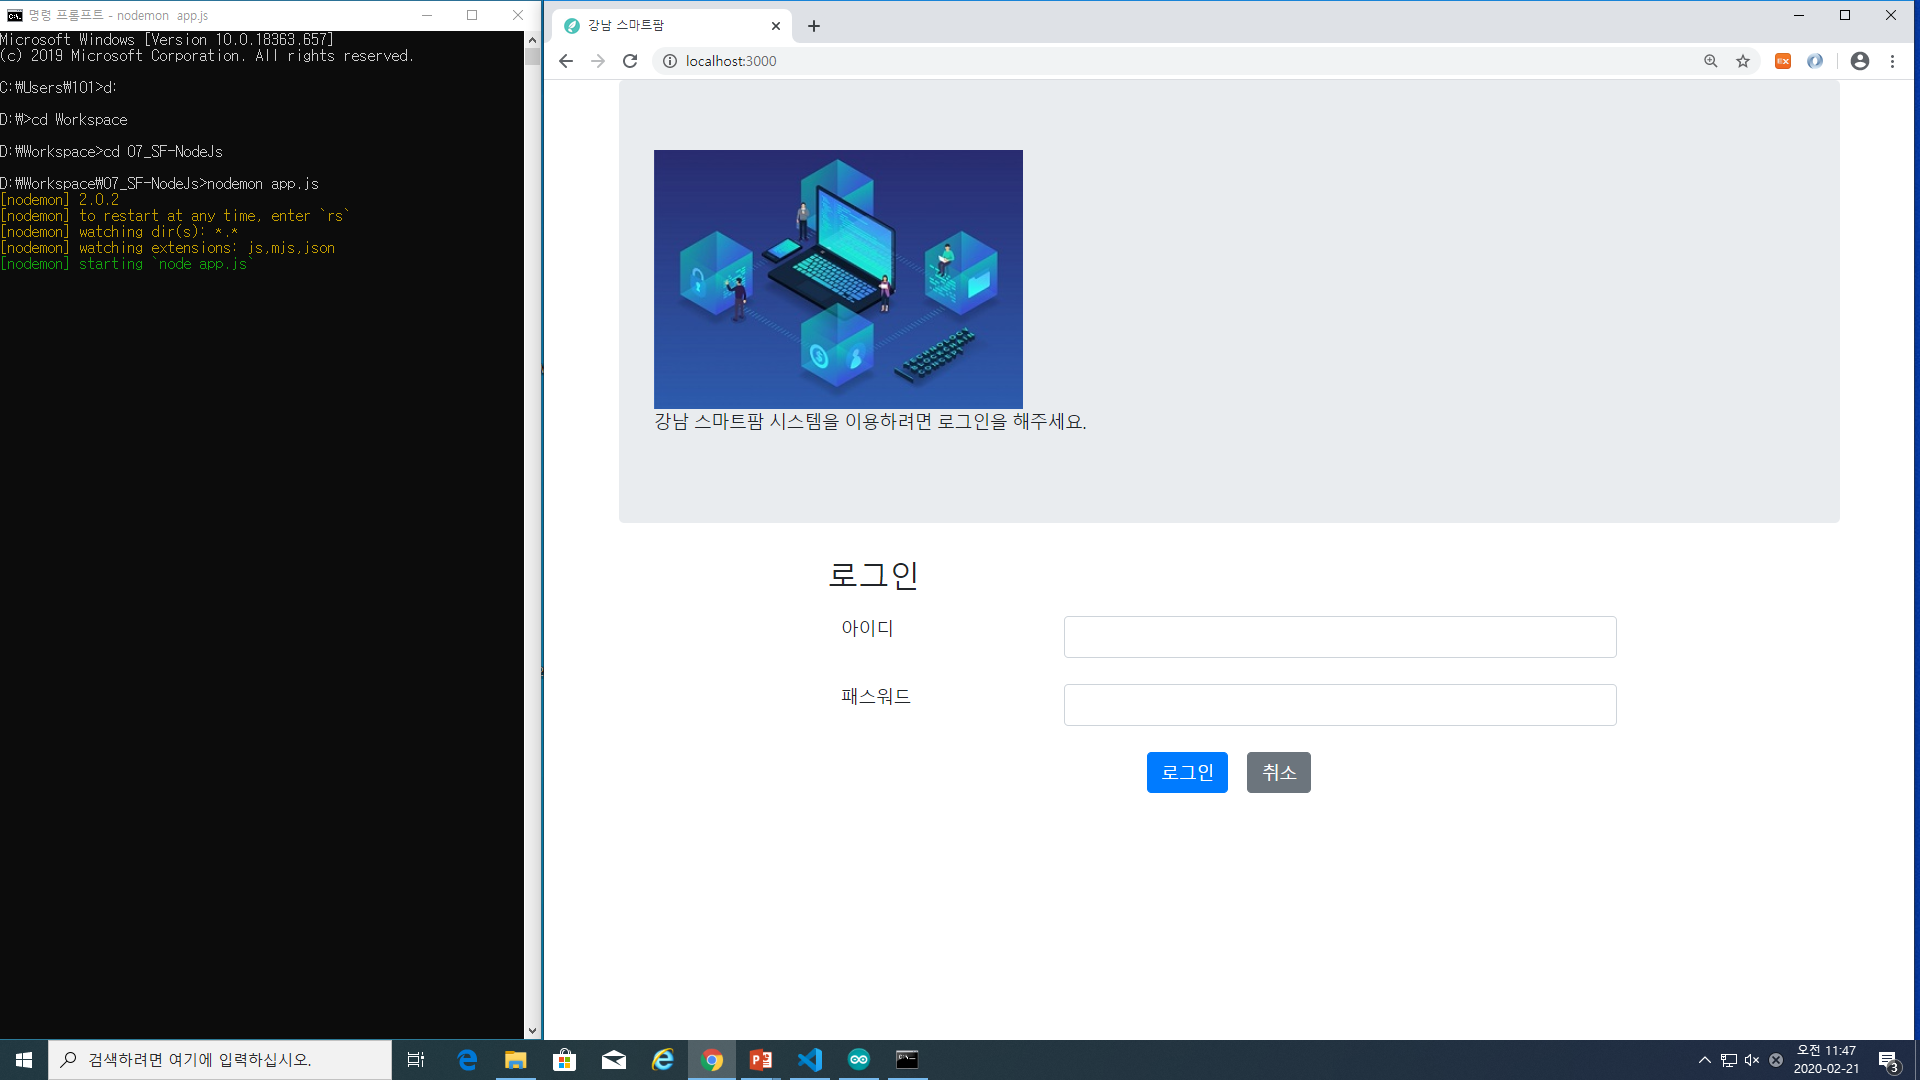 명령 프롬프트 - nodemon  app.js
Microsoft Windows [Version 10.0.18363.657]
(c) 2019 Microsoft Corporation. All rights reserved.
C:₩Users₩101>d:
D:₩>cd Workspace
D:₩Workspace>cd 07_SF-NodeJs
D:₩Workspace₩07_SF-NodeJs>nodemon app.js
[nodemon] 2.0.2
[nodemon] to restart at any time, enter `rs`
[nodemon] watching dir(s): *.*
[nodemon] watching extensions: js,mjs,json
[nodemon] starting `node app.js`
강남 스마트팜
localhost:3000
TECHNOLOGY
BLOCKCHAIN
CONCEPT
강남 스마트팜 시스템을 이용하려면 로그인을 해주세요.
로그인
아이디
패스워드
로그인 취소
검색하려면 여기에 입력하십시오.
오전 11:47
2020-02-21
3